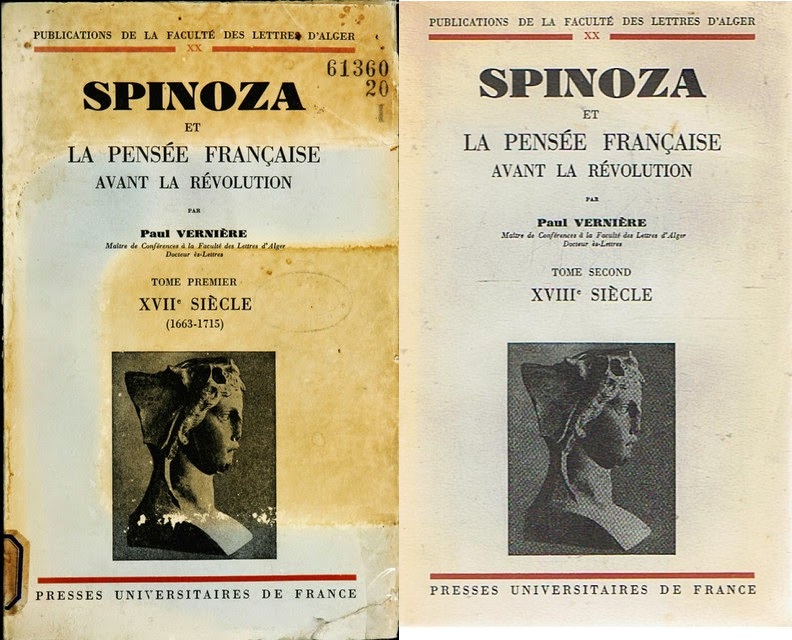 PUBLICATIONS DE LA FACULTÉ DES LETTRES D'ALGER
XX
61360
20
SPINOZA
ET
LA PENSÉE FRANÇAISE
AVANT LA RÉVOLUTION
PAR
Paul VERNIÈRE
Maître de Conférences à la Faculté des Lettres d'Alger
Docteur ès-Lettres
TOME PREMIER
XVIIe SIÈCLE
(1663-1715)
PRESSES UNIVERSITAIRES DE FRANCE
PUBLICATIONS DE LA FACULTÉ DES LETTRES D'ALGER
XX
SPINOZA
ET
LA PENSÉE FRANÇAISE
AVANT LA RÉVOLUTION
PAR
Paul VERNIÈRE
Maître de Conférences à la Faculté des Lettres d'Alger
Docteur ès-Lettres
TOME SECOND
XVIIIe SIÈCLE
PRESSES UNIVERSITAIRES DE FRANCE